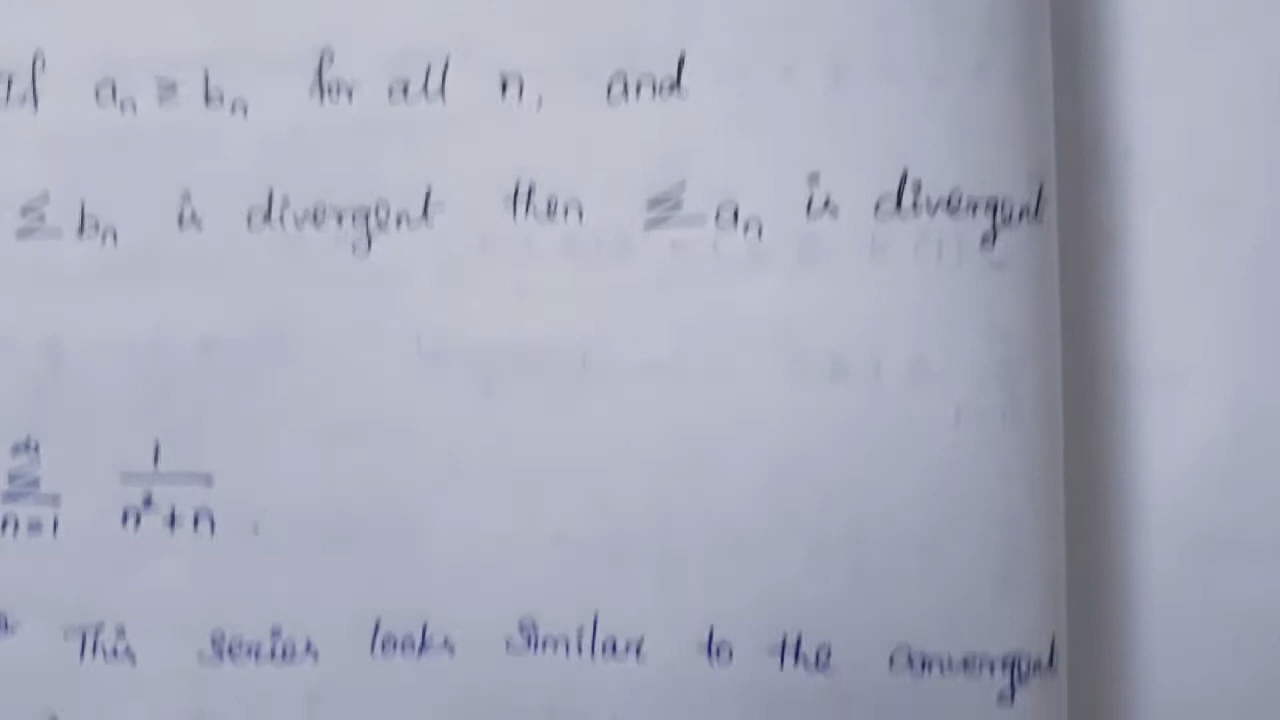 If aₙ ≥ bₙ for all n, and
Σ bₙ is divergent then Σ aₙ is divergent
∞ Σ n=1 1/(n²+n).
This series looks similar to the convergent